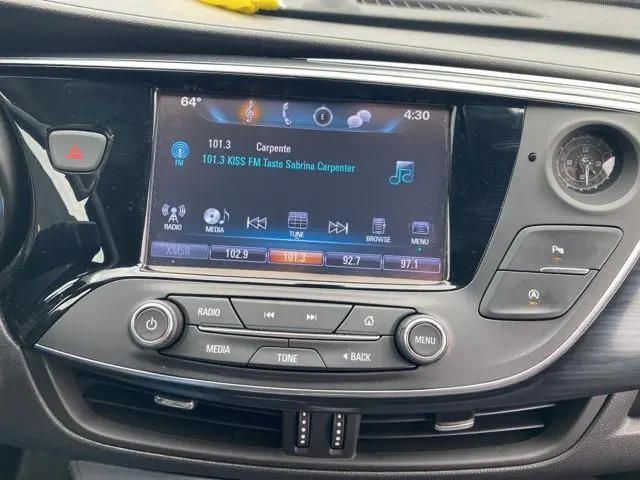 64° 4:30
101.3 Carpente
FM 101.3 KISS FM Taste Sabrina Carpenter
RADIO MEDIA TUNE BROWSE MENU
XM58 102.9 101.3 92.7 97.1
RADIO
MENU
MEDIA TONE BACK